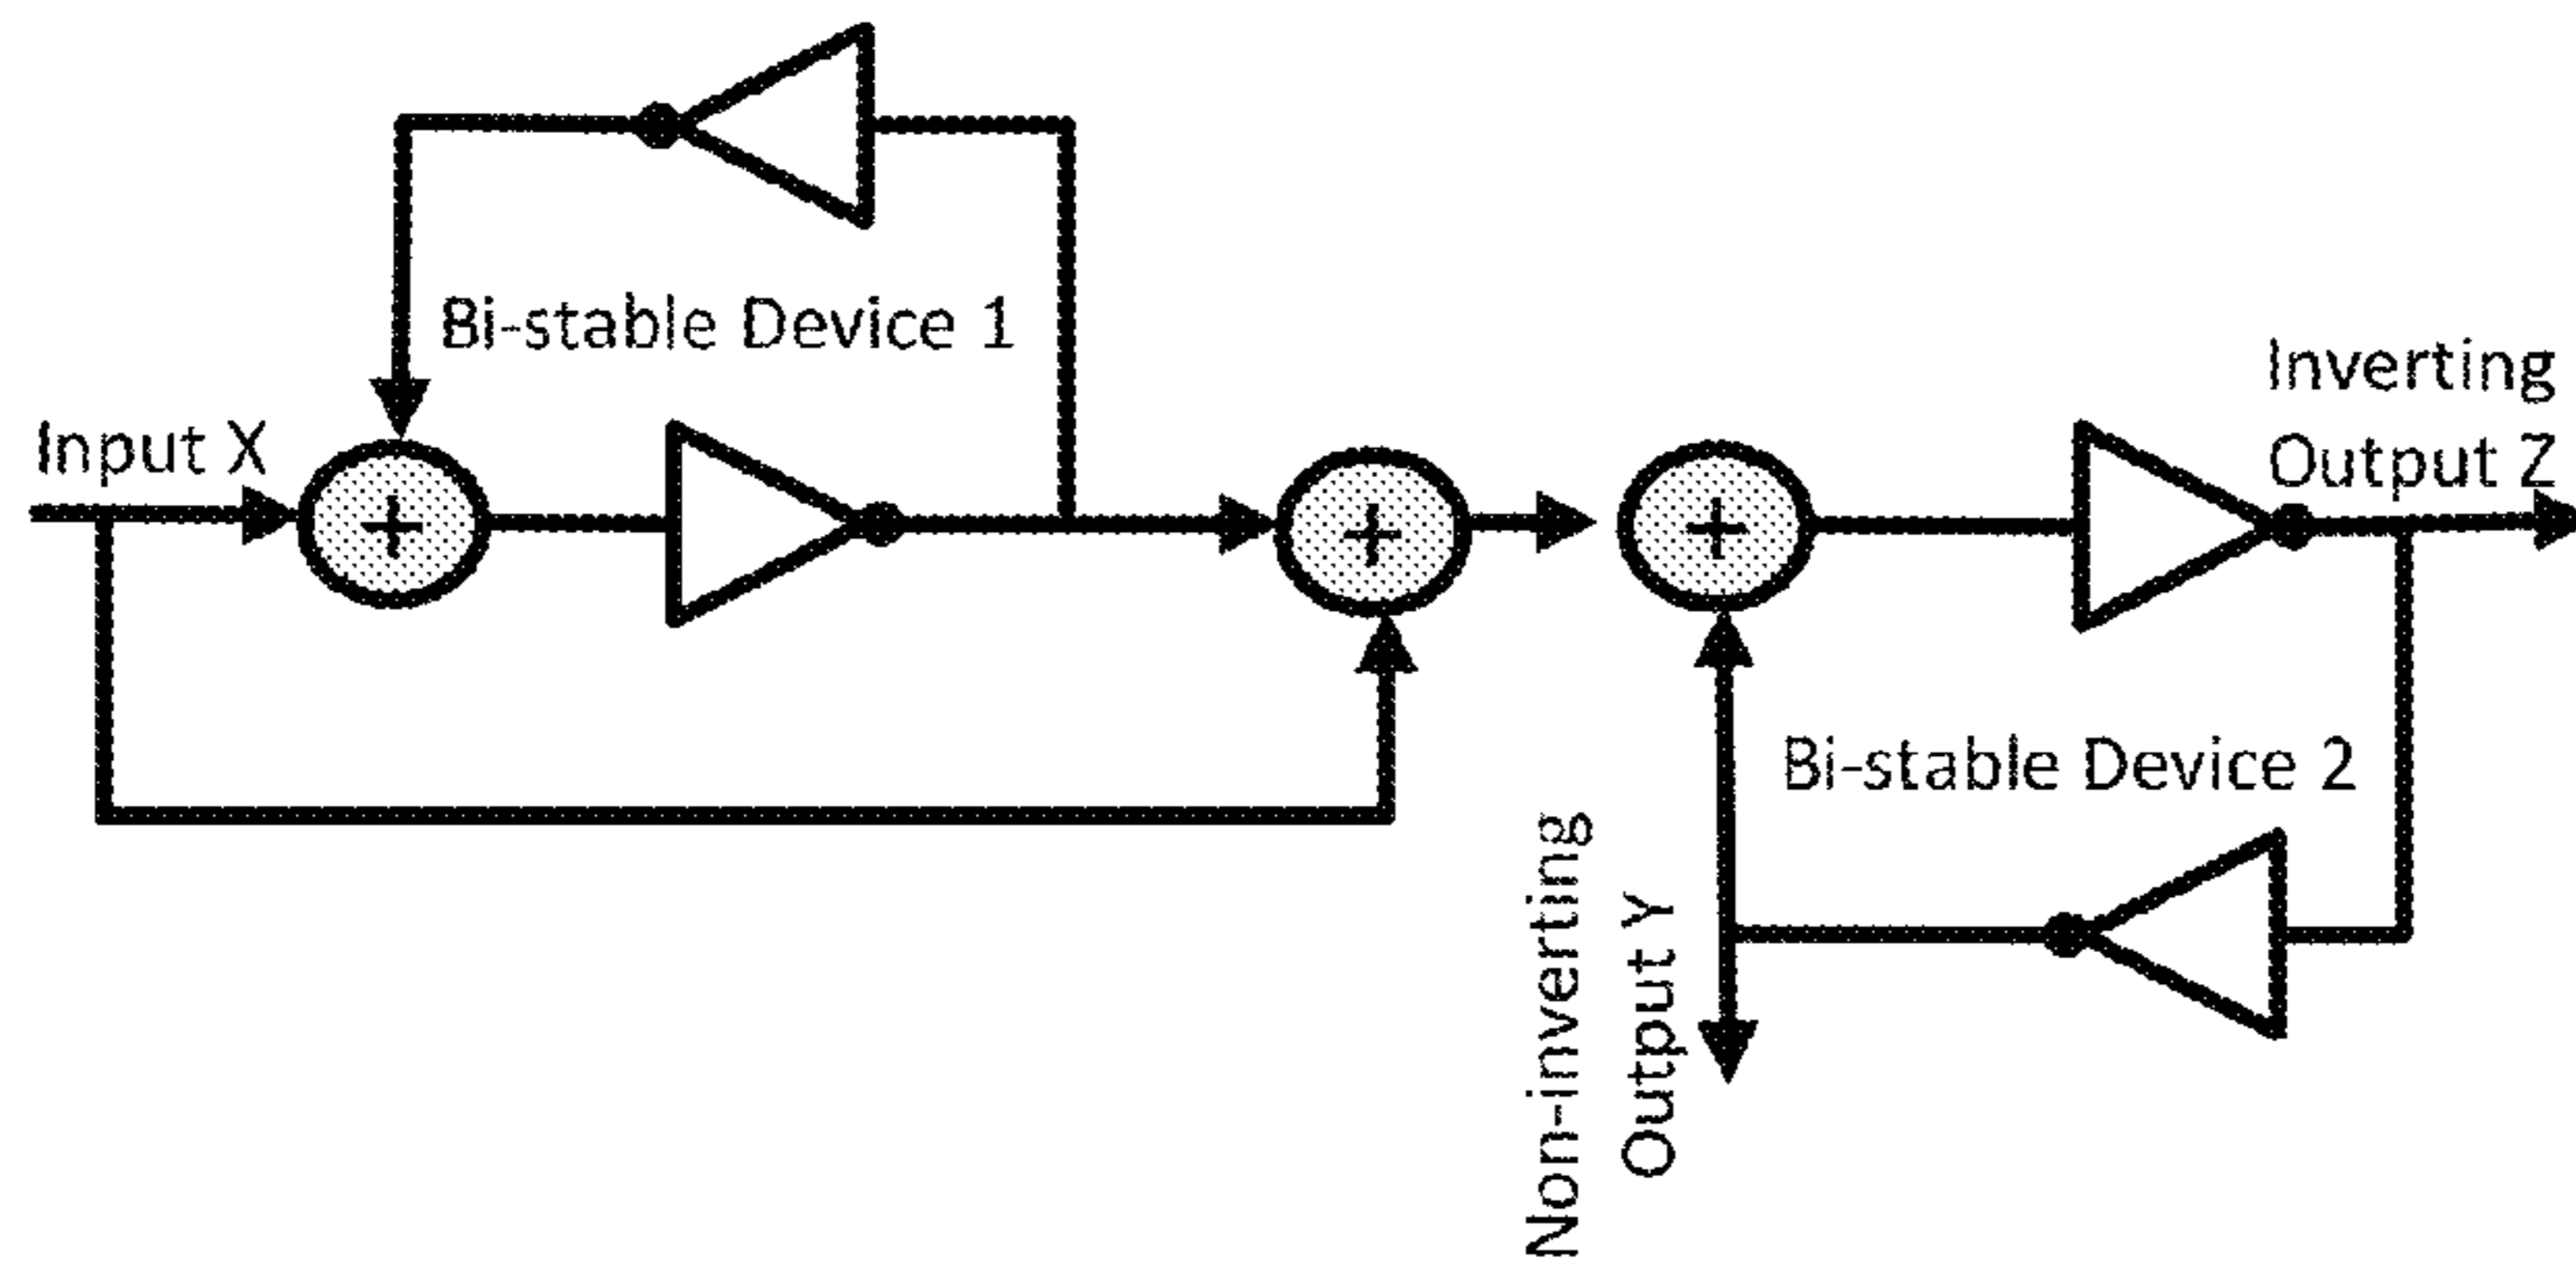 Bi-stable Device 1
Input X
+
+
+
Inverting
Output Z
Bi-stable Device 2
Non-inverting
Output Y